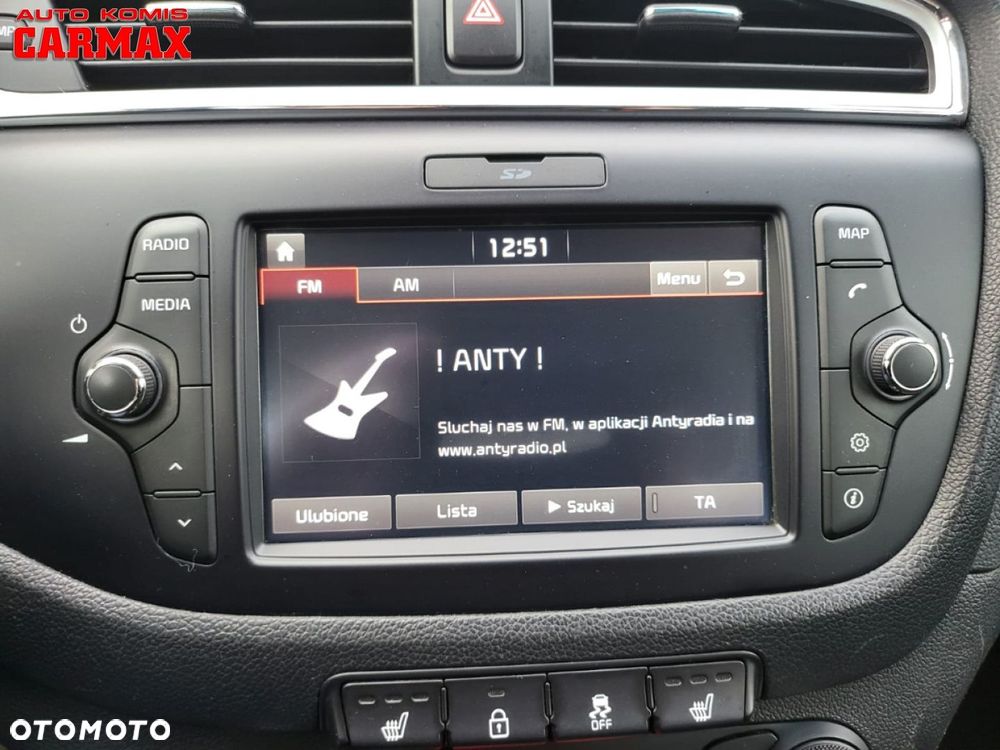 AUTO KOMIS
CARMAX
SD
RADIO
MEDIA
MAP
12:51
FM
AM
Menu
! ANTY !
Sluchaj nas w FM, w aplikacji Antyradia i na
www.antyradio.pl
Ulubione
Lista
Szukaj
TA
OFF
OTOMOTO